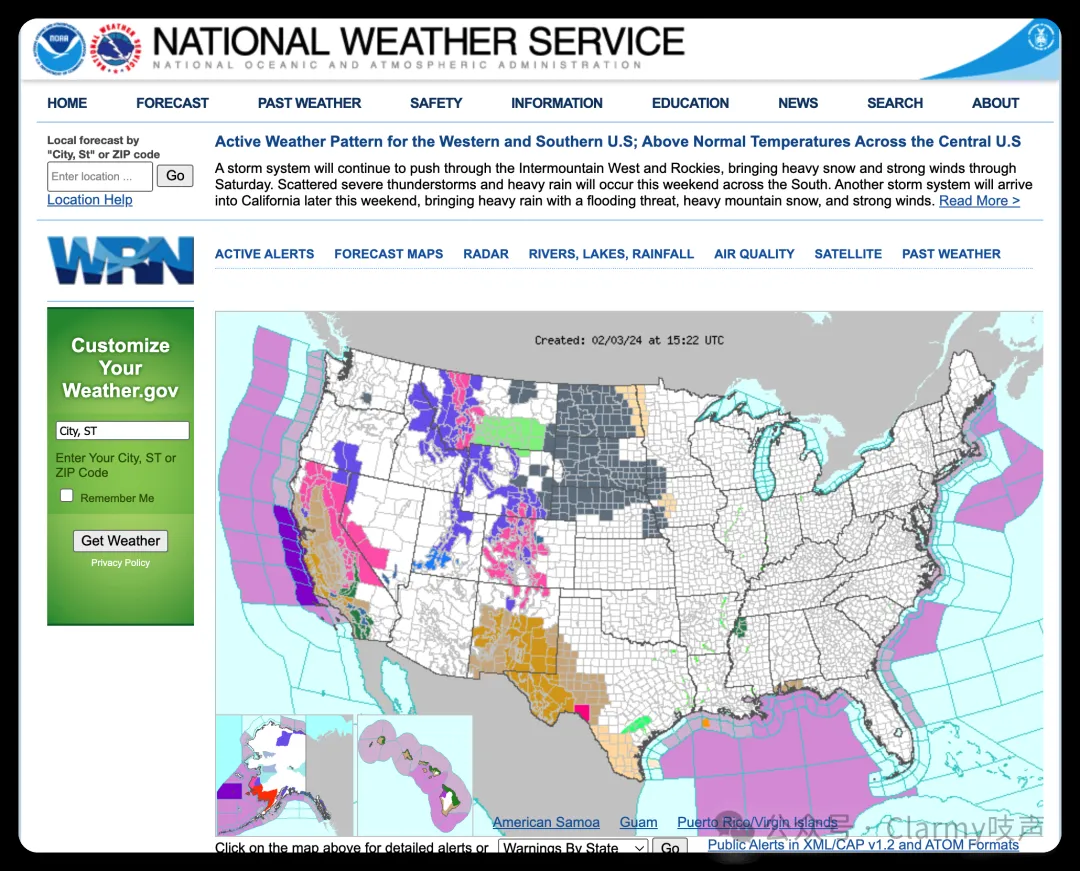 NOAA
NATIONAL WEATHER SERVICE
NATIONAL OCEANIC AND ATMOSPHERIC ADMINISTRATION
HOME FORECAST PAST WEATHER SAFETY INFORMATION EDUCATION NEWS SEARCH ABOUT
Local forecast by
"City, St" or ZIP code
Enter location ... Go
Location Help
Active Weather Pattern for the Western and Southern U.S; Above Normal Temperatures Across the Central U.S
A storm system will continue to push through the Intermountain West and Rockies, bringing heavy snow and strong winds through
Saturday. Scattered severe thunderstorms and heavy rain will occur this weekend across the South. Another storm system will arrive
into California later this weekend, bringing heavy rain with a flooding threat, heavy mountain snow, and strong winds. Read More >
WRN
ACTIVE ALERTS FORECAST MAPS RADAR RIVERS, LAKES, RAINFALL AIR QUALITY SATELLITE PAST WEATHER
Customize
Your
Weather.gov
City, ST
Enter Your City, ST or
ZIP Code
Remember Me
Get Weather
Privacy Policy
Created: 02/03/24 at 15:22 UTC
American Samoa Guam Puerto Rico/Virgin Islands
公众号 · Clarmy吱声
Click on the map above for detailed alerts or Warnings By State Go
Public Alerts in XML/CAP v1.2 and ATOM Formats